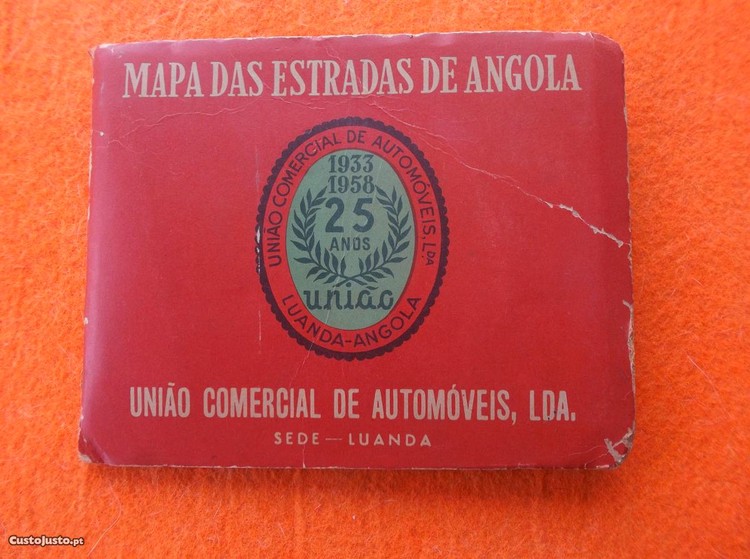 MAPA DAS ESTRADAS DE ANGOLA
UNIÃO COMERCIAL DE AUTOMÓVEIS, LDA
1933
1958
25
ANOS
união
LUANDA-ANGOLA
UNIÃO COMERCIAL DE AUTOMÓVEIS, LDA.
SEDE — LUANDA
CustoJusto.pt